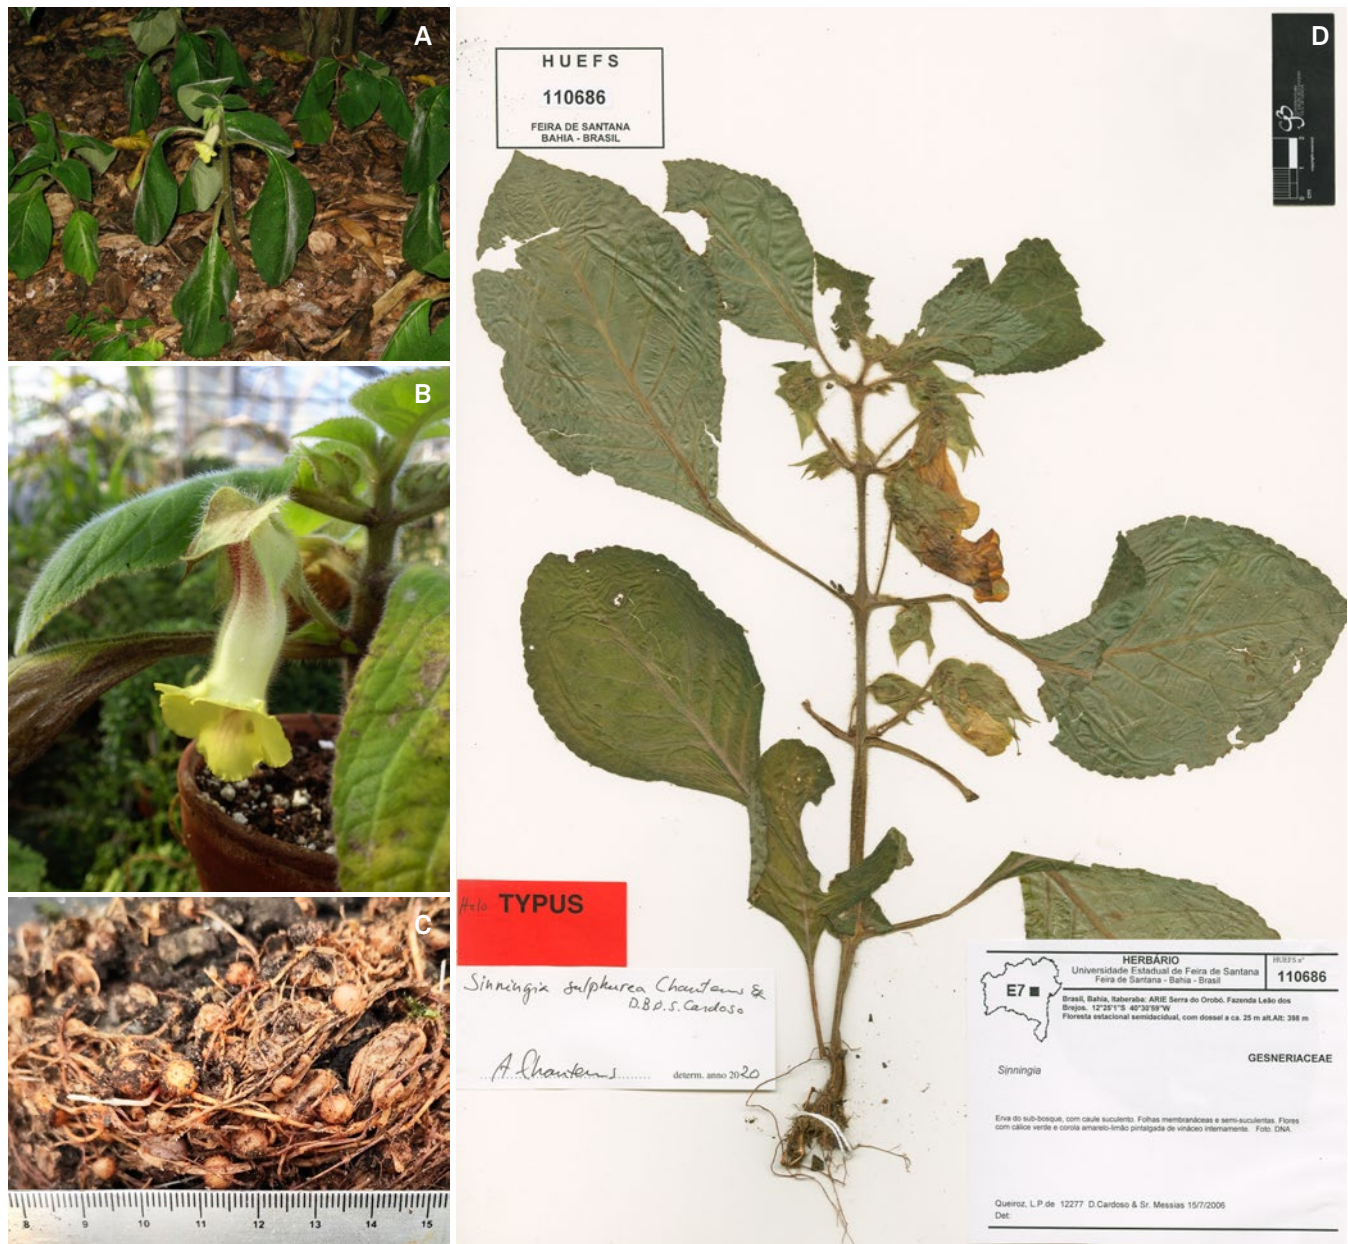 A
B
C
8 9 10 11 12 13 14 15
D
HUEFS
110686
FEIRA DE SANTANA
BAHIA - BRASIL
Holo TYPUS
Sinningia sulphurea Chautems &
D.B.O.S. Cardoso
A Chautems determ. anno 2020
HERBÁRIO
Universidade Estadual de Feira de Santana
Feira de Santana - Bahia - Brasil
HUEFS nº
110686
E7
Brasil, Bahia, Itaberaba: ARIE Serra do Orobó. Fazenda Leão dos
Brejos. 12°25'1"S 40°30'59"W
Floresta estacional semidecidual, com dossel a ca. 25 m alt.Alt: 398 m
GESNERIACEAE
Sinningia
Erva do sub-bosque, com caule suculento. Folhas membranáceas e semi-suculentas. Flores
com cálice verde e corola amarelo-limão pintalgada de vináceo internamente. Foto. DNA
Queiroz, L.P.de 12277 D.Cardoso & Sr. Messias 15/7/2006
Det: